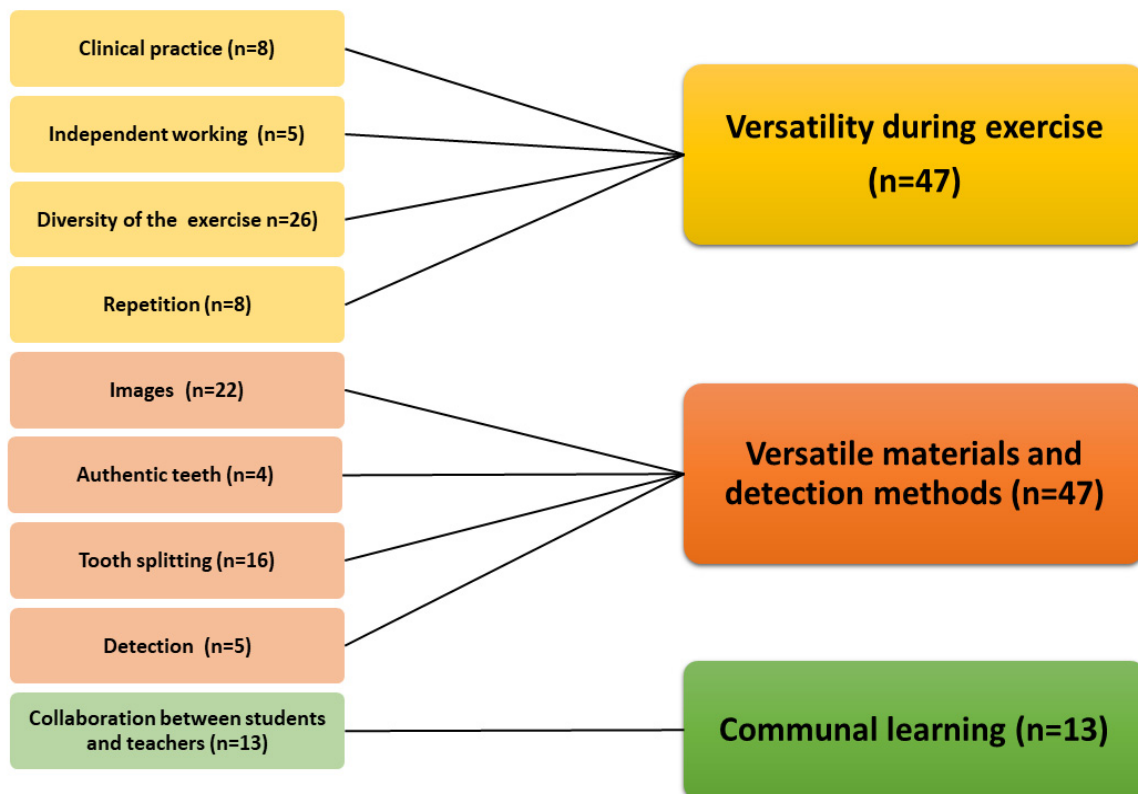 Clinical practice (n=8)
Independent working (n=5)
Diversity of the exercise n=26)
Repetition (n=8)
Images (n=22)
Authentic teeth (n=4)
Tooth splitting (n=16)
Detection (n=5)
Collaboration between students
and teachers (n=13)
Versatility during exercise
(n=47)
Versatile materials and
detection methods (n=47)
Communal learning (n=13)